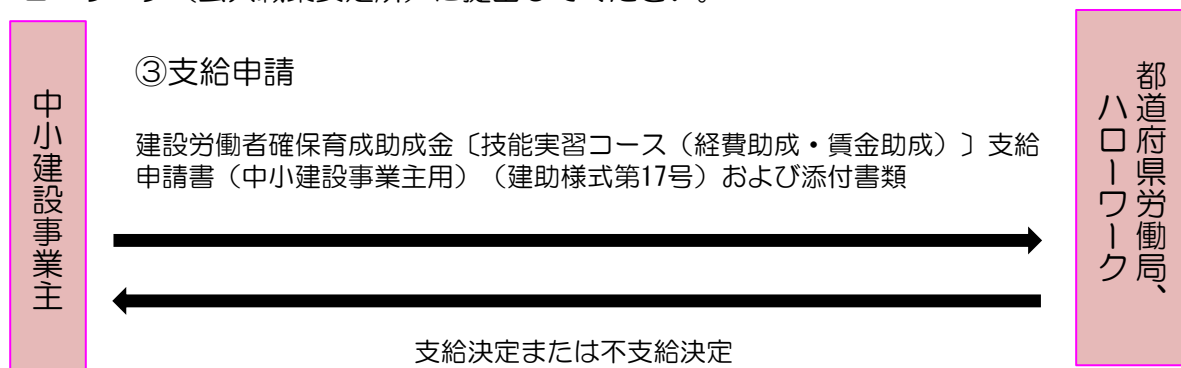 ③支給申請
中小建設事業主
建設労働者確保育成助成金〔技能実習コース（経費助成・賃金助成）〕支給
申請書（中小建設事業主用）（建助様式第17号）および添付書類
都道府県労働局、
ハローワーク
支給決定または不支給決定